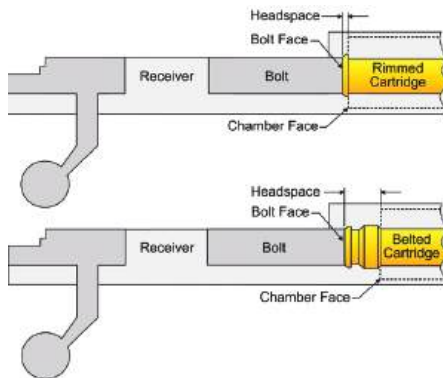 Headspace
Bolt Face
Receiver
Bolt
Rimmed
Cartridge
Chamber Face
Headspace
Bolt Face
Receiver
Bolt
Belted
Cartridge
Chamber Face